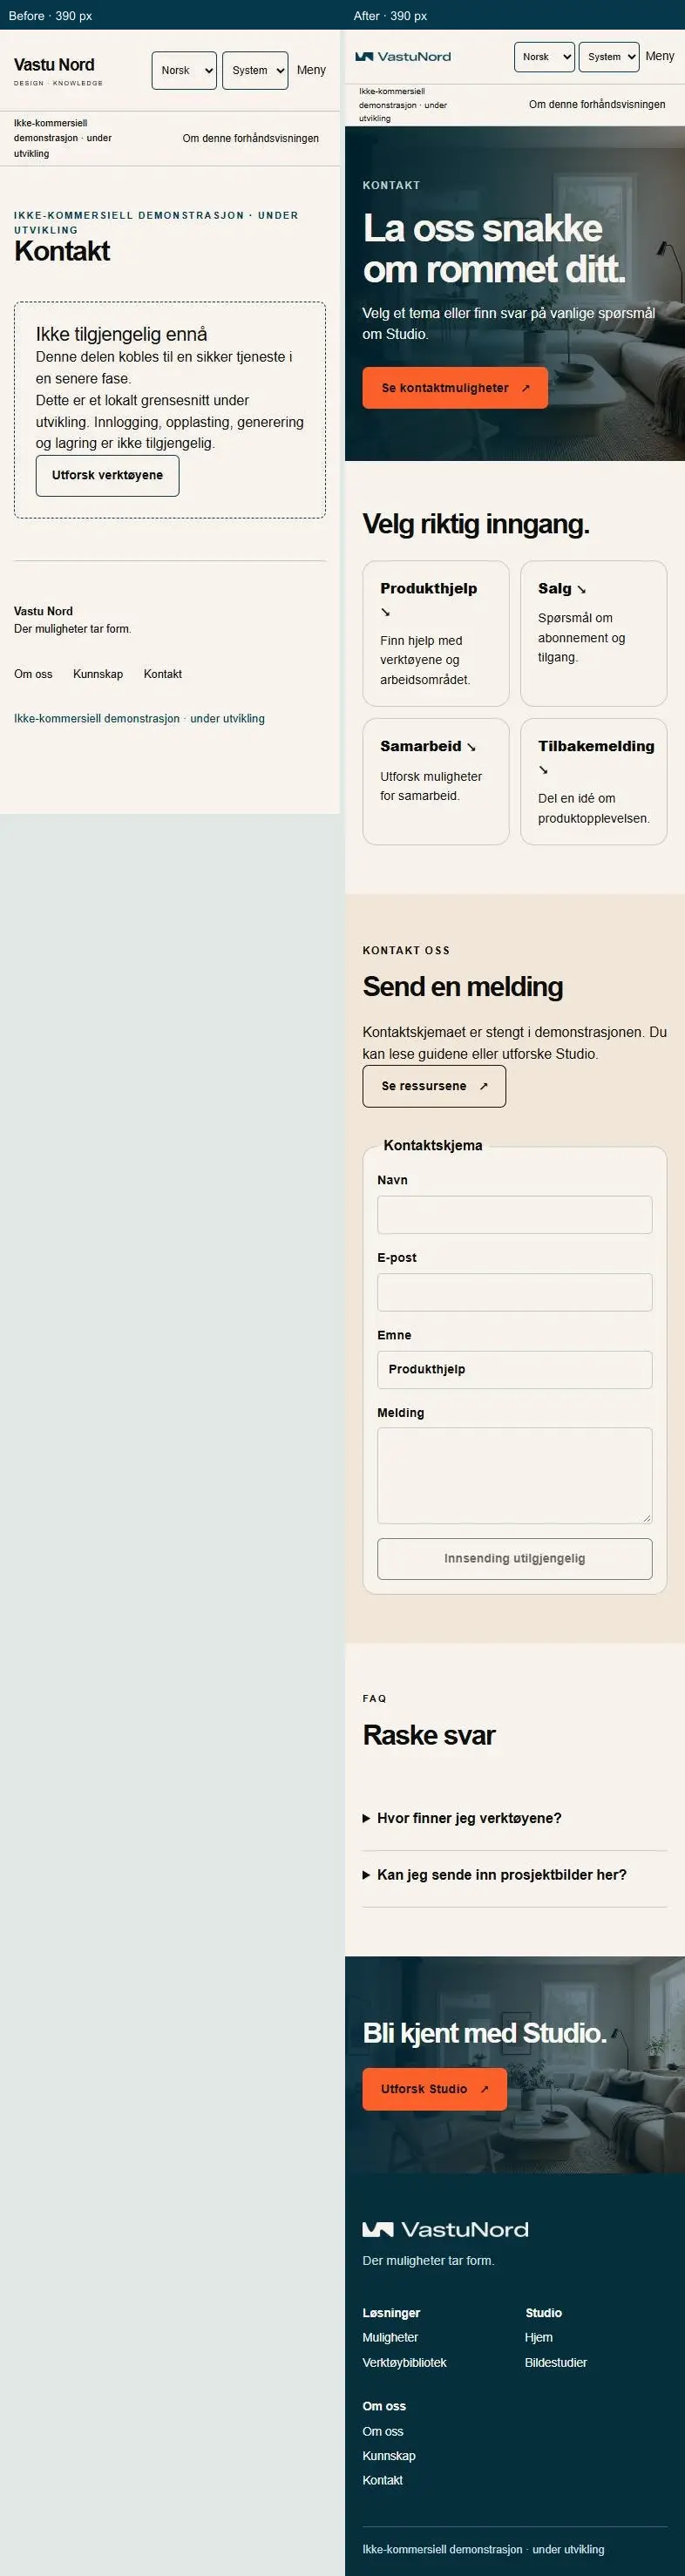 Before · 390 px
Vastu Nord
DESIGN · KNOWLEDGE
Norsk
System
Meny
Ikke-kommersiell
demonstrasjon · under
utvikling
Om denne forhåndsvisningen
IKKE-KOMMERSIELL DEMONSTRASJON · UNDER
UTVIKLING
Kontakt
Ikke tilgjengelig ennå
Denne delen kobles til en sikker tjeneste i
en senere fase.
Dette er et lokalt grensesnitt under
utvikling. Innlogging, opplasting, generering
og lagring er ikke tilgjengelig.
Utforsk verktøyene
Vastu Nord
Der muligheter tar form.
Om oss
Kunnskap
Kontakt
Ikke-kommersiell demonstrasjon · under utvikling
After · 390 px
VastuNord
Norsk
System
Meny
Ikke-kommersiell
demonstrasjon · under
utvikling
Om denne forhåndsvisningen
KONTAKT
La oss snakke
om rommet ditt.
Velg et tema eller finn svar på vanlige spørsmål
om Studio.
Se kontaktmuligheter ↗
Velg riktig inngang.
Produkthjelp
↘
Finn hjelp med
verktøyene og
arbeidsområdet.
Salg ↘
Spørsmål om
abonnement og
tilgang.
Samarbeid ↘
Utforsk muligheter
for samarbeid.
Tilbakemelding
↘
Del en idé om
produktopplevelsen.
KONTAKT OSS
Send en melding
Kontaktskjemaet er stengt i demonstrasjonen. Du
kan lese guidene eller utforske Studio.
Se ressursene ↗
Kontaktskjema
Navn
E-post
Emne
Produkthjelp
Melding
Innsending utilgjengelig
FAQ
Raske svar
Hvor finner jeg verktøyene?
Kan jeg sende inn prosjektbilder her?
Bli kjent med Studio.
Utforsk Studio ↗
VastuNord
Der muligheter tar form.
Løsninger
Muligheter
Verktøybibliotek
Studio
Hjem
Bildestudier
Om oss
Om oss
Kunnskap
Kontakt
Ikke-kommersiell demonstrasjon · under utvikling